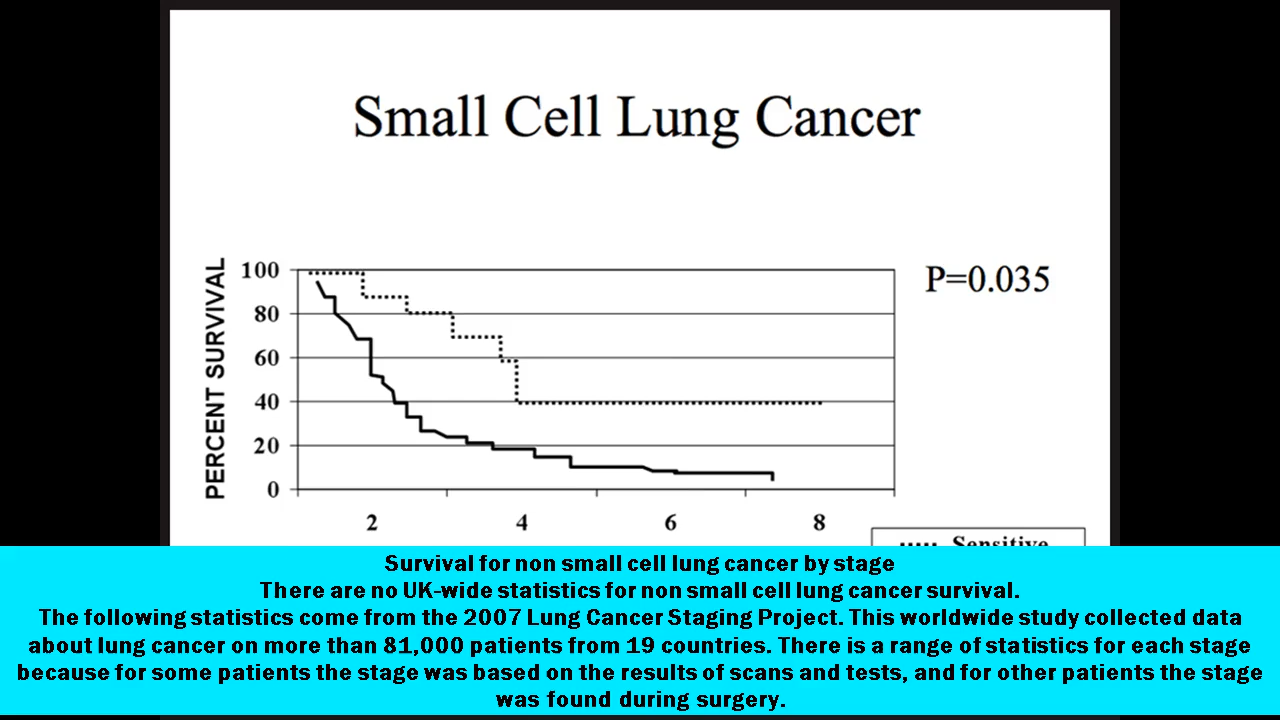 Small Cell Lung Cancer
P=0.035
PERCENT SURVIVAL
100
80
60
40
20
0
2 4 6 8
Sensitive
Survival for non small cell lung cancer by stage
There are no UK-wide statistics for non small cell lung cancer survival.
The following statistics come from the 2007 Lung Cancer Staging Project. This worldwide study collected data
about lung cancer on more than 81,000 patients from 19 countries. There is a range of statistics for each stage
because for some patients the stage was based on the results of scans and tests, and for other patients the stage
was found during surgery.